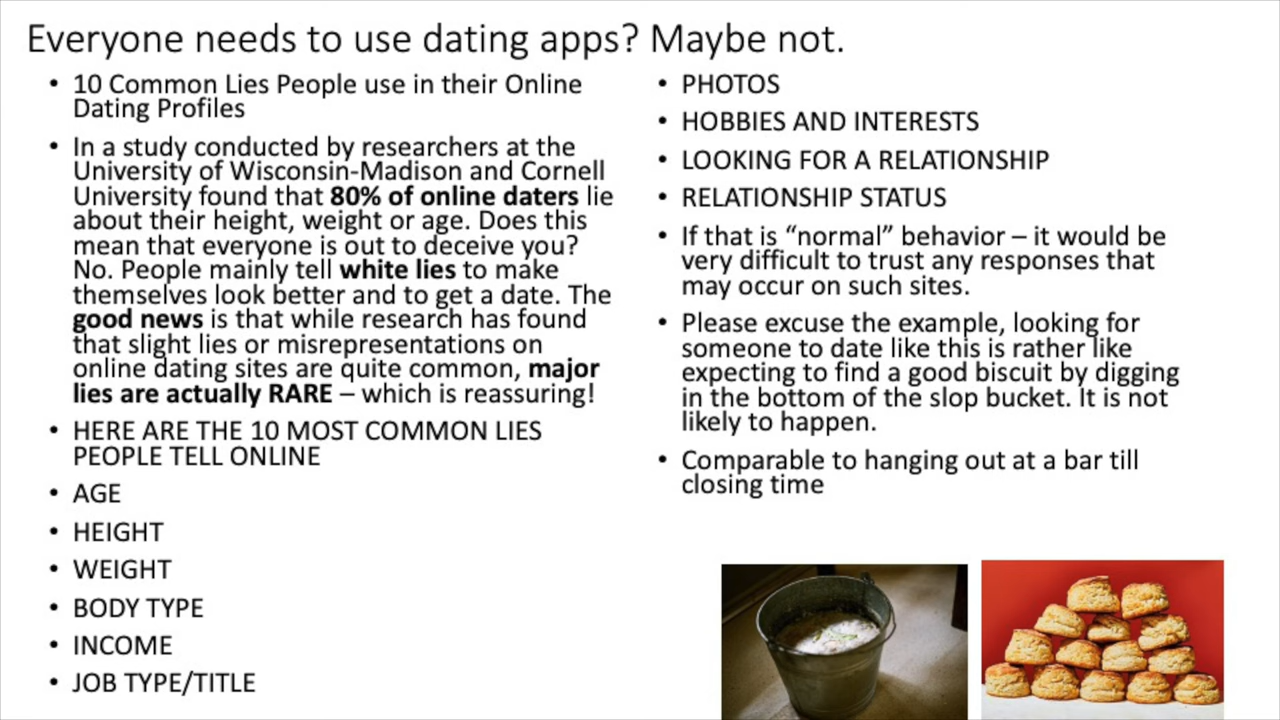 Everyone needs to use dating apps? Maybe not.
• 10 Common Lies People use in their Online
Dating Profiles
• In a study conducted by researchers at the
University of Wisconsin-Madison and Cornell
University found that 80% of online daters lie
about their height, weight or age. Does this
mean that everyone is out to deceive you?
No. People mainly tell white lies to make
themselves look better and to get a date. The
good news is that while research has found
that slight lies or misrepresentations on
online dating sites are quite common, major
lies are actually RARE – which is reassuring!
• HERE ARE THE 10 MOST COMMON LIES
PEOPLE TELL ONLINE
• AGE
• HEIGHT
• WEIGHT
• BODY TYPE
• INCOME
• JOB TYPE/TITLE
• PHOTOS
• HOBBIES AND INTERESTS
• LOOKING FOR A RELATIONSHIP
• RELATIONSHIP STATUS
• If that is “normal” behavior – it would be
very difficult to trust any responses that
may occur on such sites.
• Please excuse the example, looking for
someone to date like this is rather like
expecting to find a good biscuit by digging
in the bottom of the slop bucket. It is not
likely to happen.
• Comparable to hanging out at a bar till
closing time